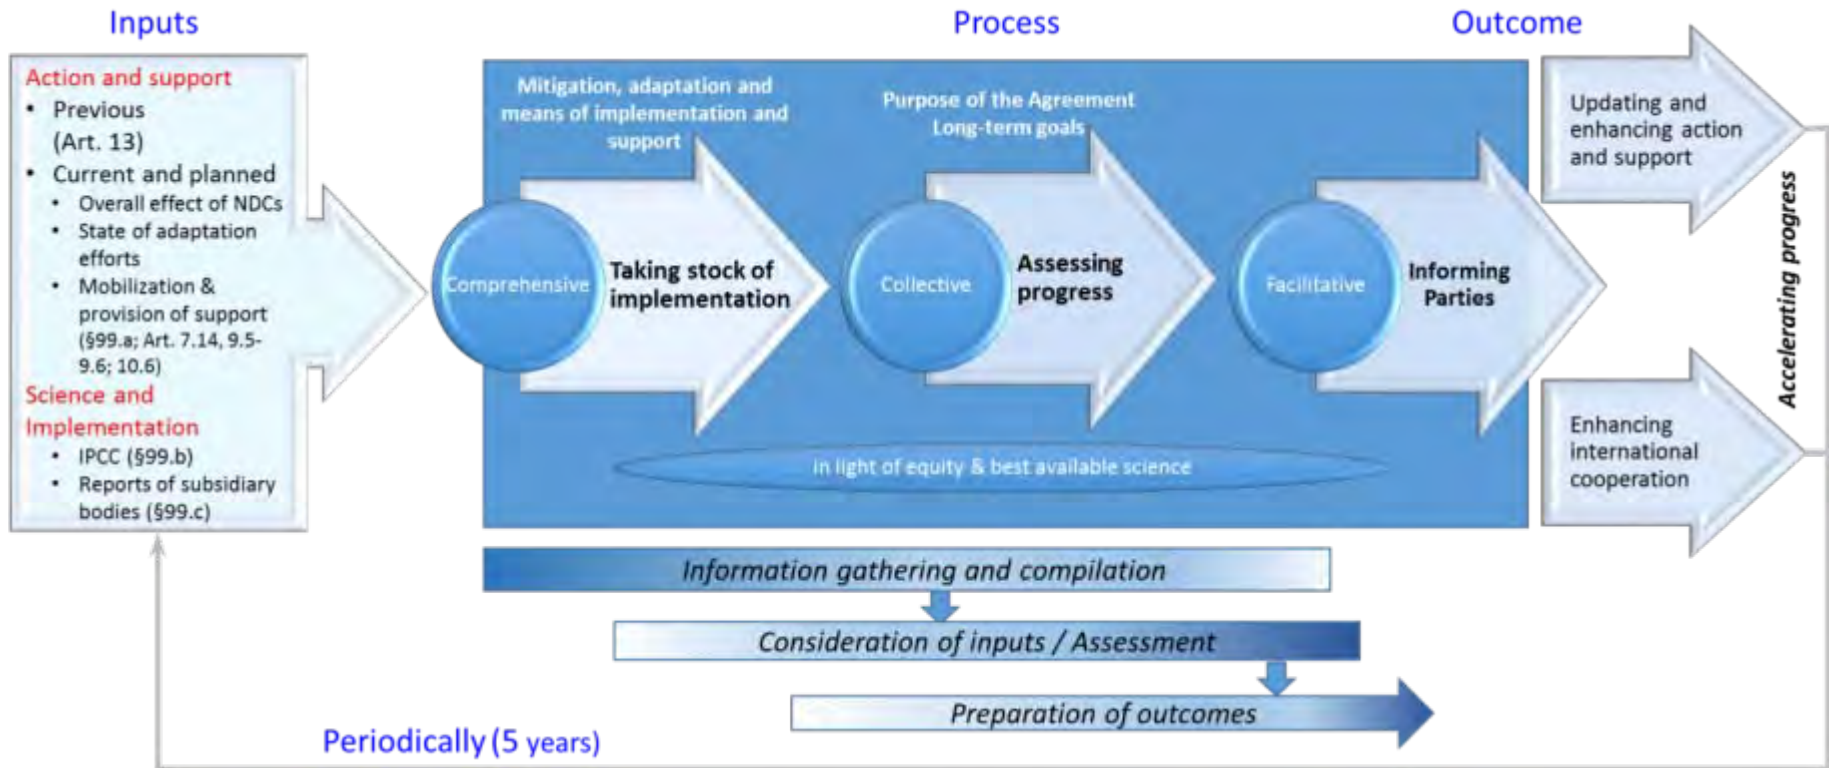 Inputs
Process
Outcome
Action and support
• Previous
(Art. 13)
• Current and planned
• Overall effect of NDCs
• State of adaptation
efforts
• Mobilization &
provision of support
(§99.a; Art. 7.14, 9.5-
9.6; 10.6)
Science and
Implementation
• IPCC (§99.b)
• Reports of subsidiary
bodies (§99.c)
Mitigation, adaptation and
means of implementation and
support
Comprehensive
Taking stock of
implementation
Purpose of the Agreement
Long-term goals
Collective
Assessing
progress
Facilitative
Informing
Parties
in light of equity & best available science
Updating and
enhancing action
and support
Enhancing
international
cooperation
Accelerating progress
Information gathering and compilation
Consideration of inputs / Assessment
Preparation of outcomes
Periodically (5 years)